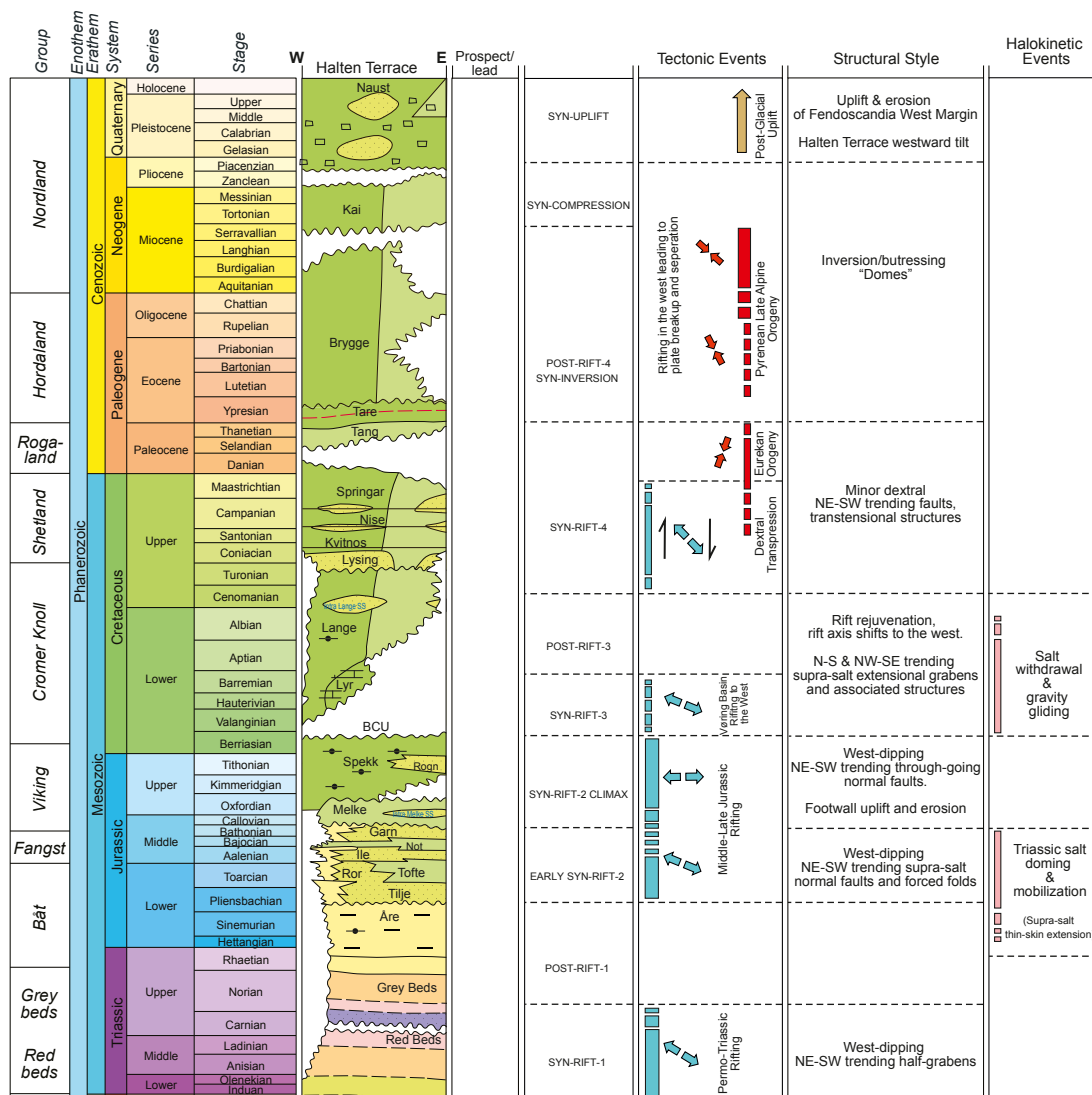 Group
Enothem
Erathem
System
Series
Stage
W
E
Halten Terrace
Prospect/
lead
Tectonic Events
Structural Style
Halokinetic
Events
Nordland
Hordaland
Roga-
land
Shetland
Cromer Knoll
Viking
Fangst
Båt
Grey
beds
Red
beds
Phanerozoic
Cenozoic
Mesozoic
Quaternary
Neogene
Paleogene
Cretaceous
Jurassic
Triassic
Holocene
Pleistocene
Pliocene
Miocene
Oligocene
Eocene
Paleocene
Upper
Lower
Upper
Middle
Lower
Upper
Middle
Lower
Upper
Middle
Calabrian
Gelasian
Piacenzian
Zanclean
Messinian
Tortonian
Serravallian
Langhian
Burdigalian
Aquitanian
Chattian
Rupelian
Priabonian
Bartonian
Lutetian
Ypresian
Thanetian
Selandian
Danian
Maastrichtian
Campanian
Santonian
Coniacian
Turonian
Cenomanian
Albian
Aptian
Barremian
Hauterivian
Valanginian
Berriasian
Tithonian
Kimmeridgian
Oxfordian
Callovian
Bathonian
Bajocian
Aalenian
Toarcian
Pliensbachian
Sinemurian
Hettangian
Rhaetian
Norian
Carnian
Ladinian
Anisian
Olenekian
Induan
Naust
Kai
Brygge
Tare
Tang
Springar
Nise
Kvitnos
Lysing
Intra Lange SS
Lange
Lyr
BCU
Spekk
Rogn
Melke
Intra Melke SS
Garn
Not
Ile
Ror
Tofte
Tilje
Åre
Grey Beds
Red Beds
SYN-UPLIFT
SYN-COMPRESSION
POST-RIFT-4
SYN-INVERSION
SYN-RIFT-4
POST-RIFT-3
SYN-RIFT-3
SYN-RIFT-2 CLIMAX
EARLY SYN-RIFT-2
POST-RIFT-1
SYN-RIFT-1
Post-Glacial
Uplift
Rifting in the west leading to
plate breakup and seperation
Pyrenean Late Alpine
Orogeny
Eurekan
Orogeny
Dextral
Transpression
Vøring Basin
Rifitng to
the West
Middle-Late Jurassic
Rifting
Permo-Triassic
Rifting
Uplift & erosion
of Fendoscandia West Margin
Halten Terrace westward tilt
Inversion/butressing
“Domes”
Minor dextral
NE-SW trending faults,
transtensional structures
Rift rejuvenation,
rift axis shifts to the west.
N-S & NW-SE trending
supra-salt extensional grabens
and associated structures
West-dipping
NE-SW trending through-going
normal faults.
Footwall uplift and erosion
West-dipping
NE-SW trending supra-salt
normal faults and forced folds
West-dipping
NE-SW trending half-grabens
Salt
withdrawal
&
gravity
gliding
Triassic salt
doming
&
mobilization
(Supra-salt
thin-skin extension)